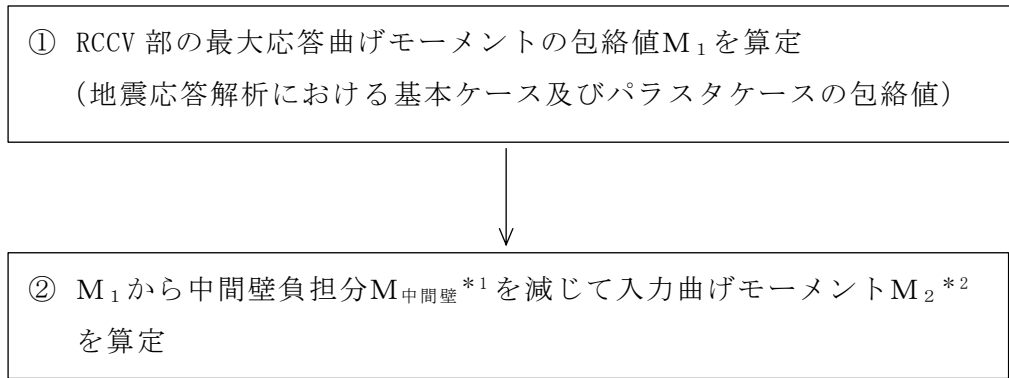 ① RCCV 部の最大応答曲げモーメントの包絡値M₁を算定
（地震応答解析における基本ケース及びパラスタケースの包絡値）
② M₁から中間壁負担分M中間壁*¹を減じて入力曲げモーメントM₂*²
を算定